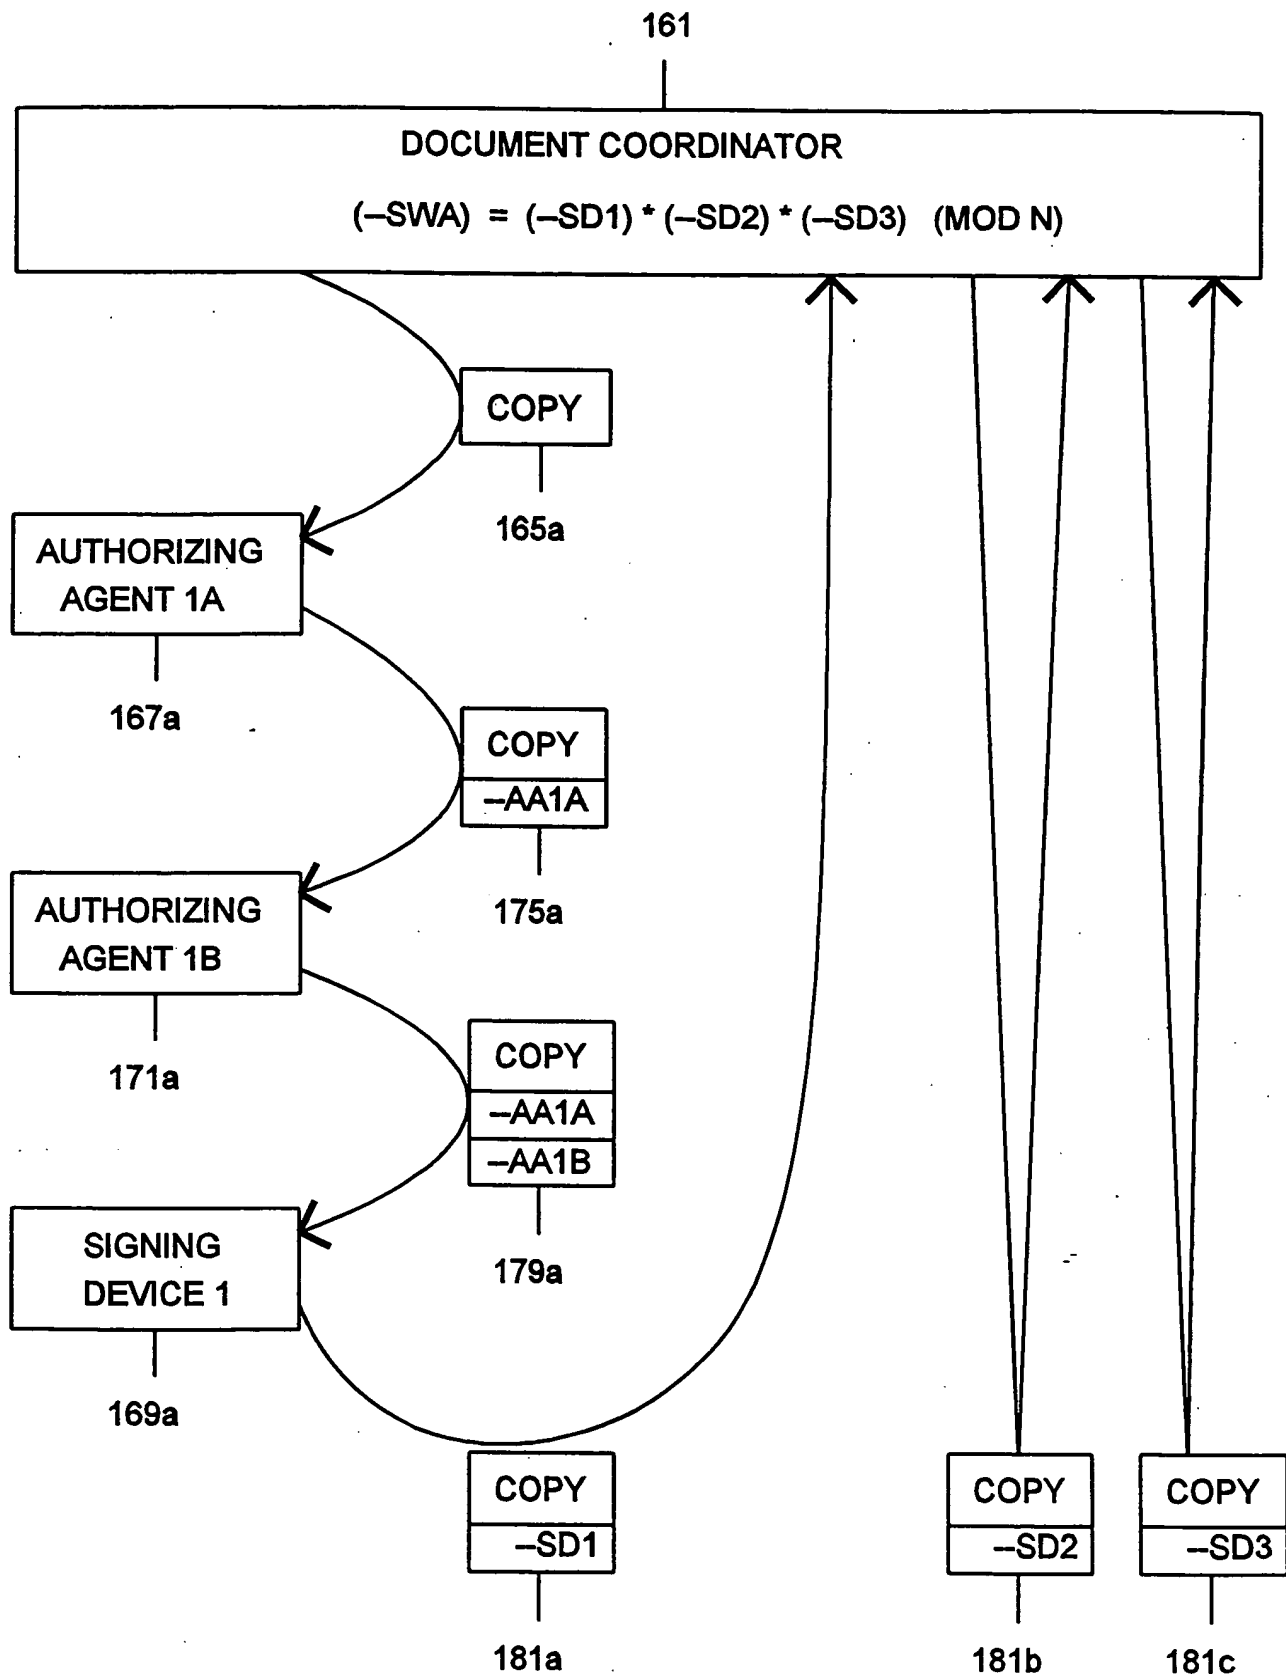 161
DOCUMENT COORDINATOR
(–SWA) = (–SD1) * (–SD2) * (–SD3) (MOD N)
COPY
165a
AUTHORIZING
AGENT 1A
167a
COPY
–AA1A
175a
AUTHORIZING
AGENT 1B
171a
COPY
–AA1A
–AA1B
179a
SIGNING
DEVICE 1
169a
COPY
–SD1
181a
COPY
–SD2
181b
COPY
–SD3
181c